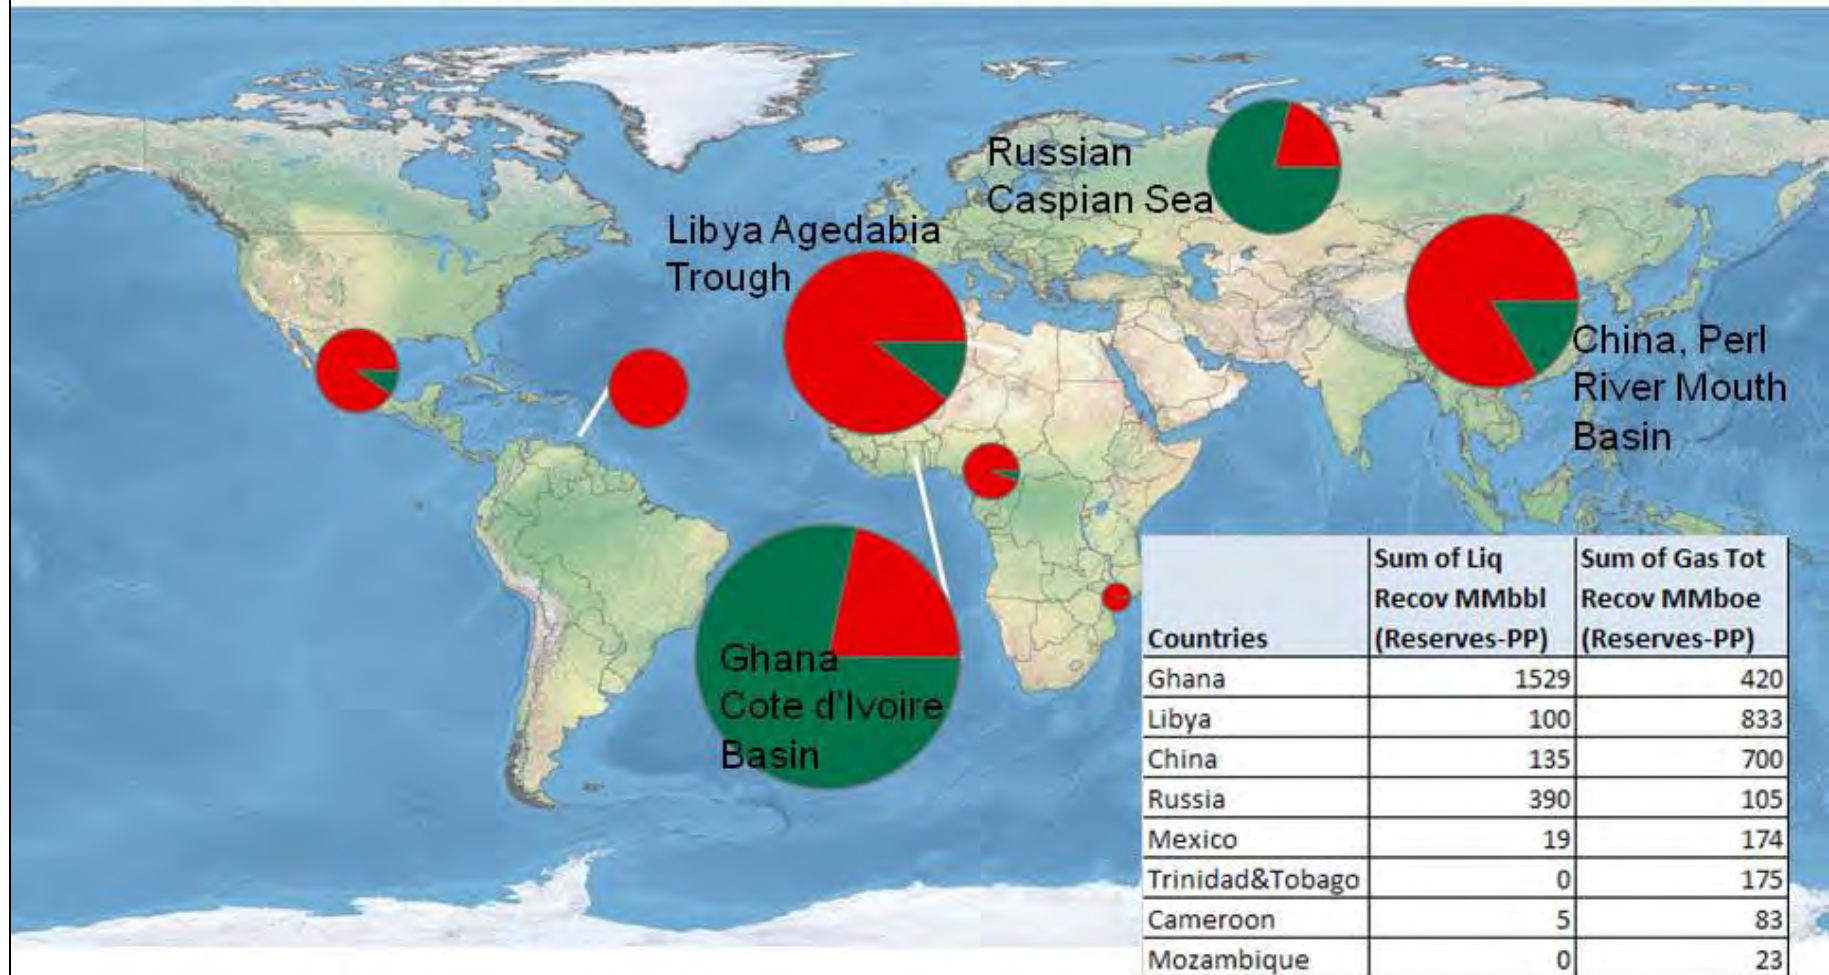 Russian
Caspian Sea
Libya Agedabia
Trough
China, Perl
River Mouth
Basin
Ghana
Cote d'Ivoire
Basin
Countries Sum of Liq Recov MMbbl (Reserves-PP) Sum of Gas Tot Recov MMboe (Reserves-PP)
Ghana 1529 420
Libya 100 833
China 135 700
Russia 390 105
Mexico 19 174
Trinidad&Tobago 0 175
Cameroon 5 83
Mozambique 0 23